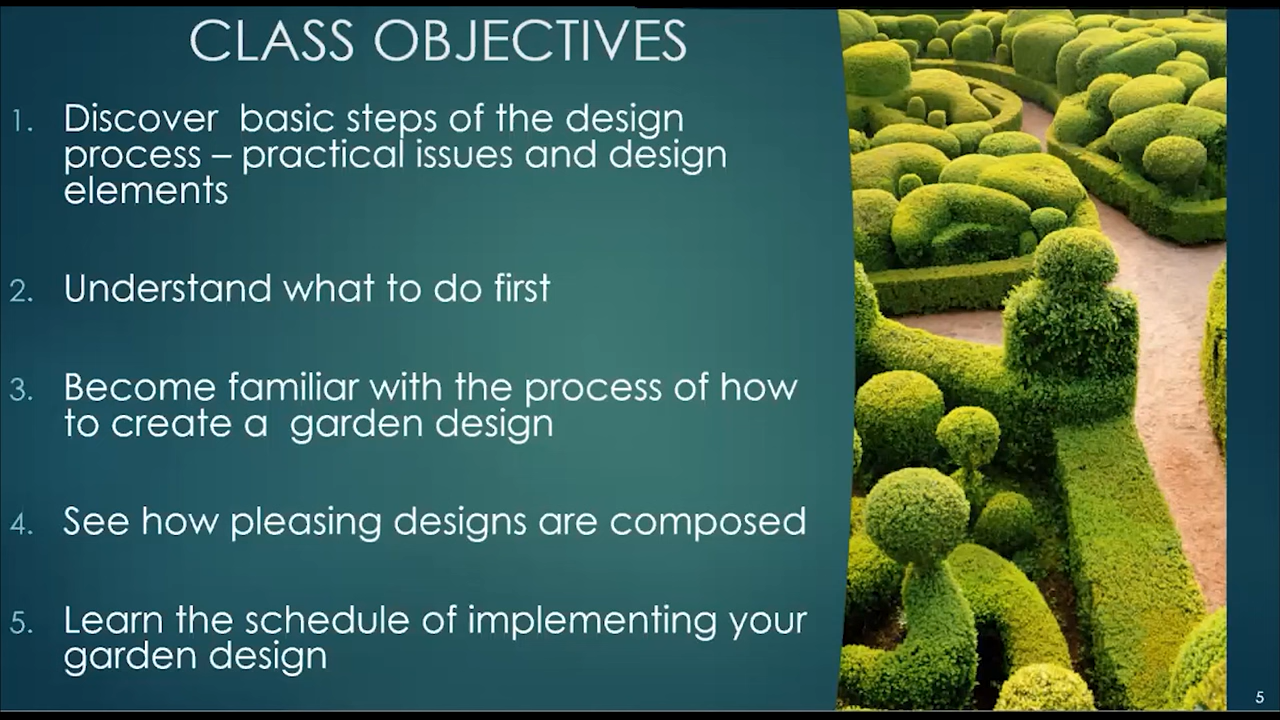 CLASS OBJECTIVES
1. Discover  basic steps of the design
process – practical issues and design
elements
2. Understand what to do first
3. Become familiar with the process of how
to create a  garden design
4. See how pleasing designs are composed
5. Learn the schedule of implementing your
garden design
5